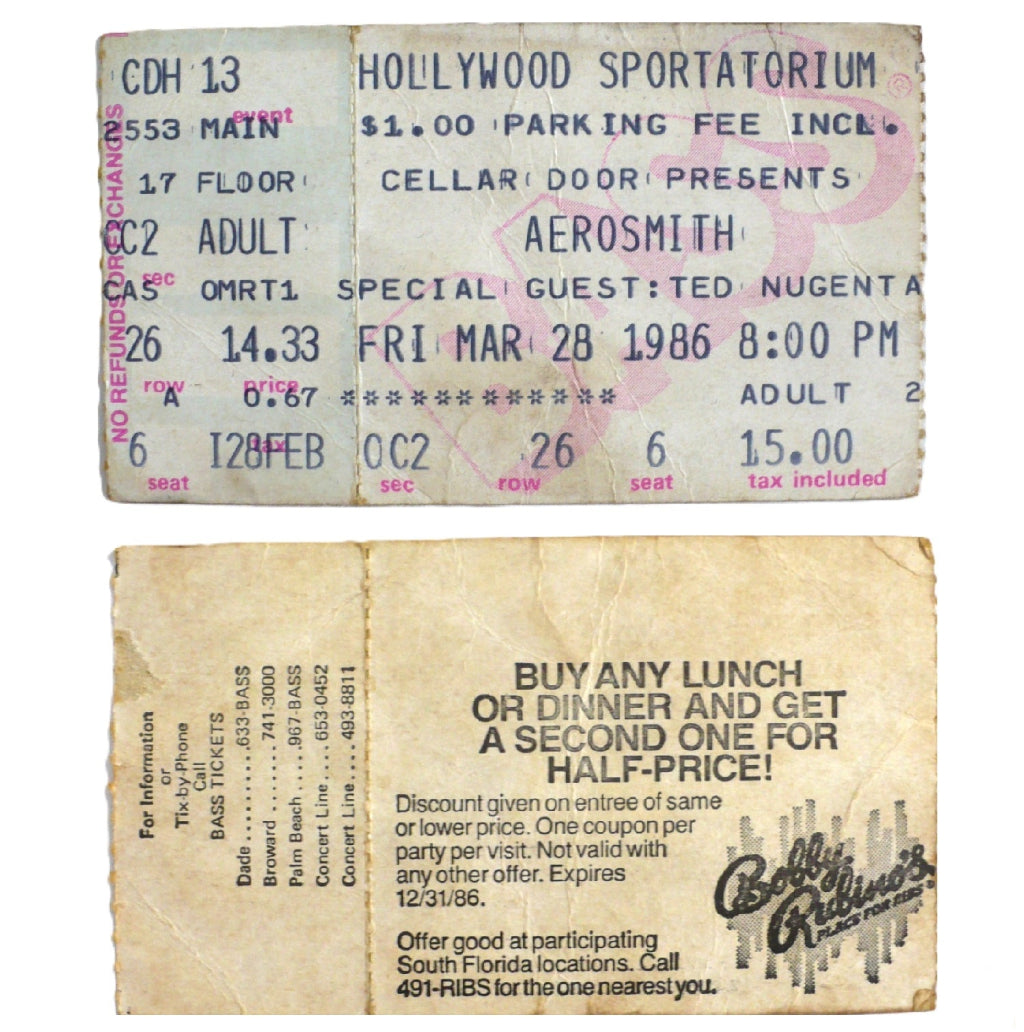 CDH 13 HOLLYWOOD SPORTATORIUM ®
event
2553 MAIN $1.00 PARKING FEE INCL.
17 FLOOR CELLAR DOOR PRESENTS
OC2 ADULT AEROSMITH
sec
CAS OMRT1 SPECIAL GUEST:TED NUGENT A
26 14.33 FRI MAR 28 1986 8:00 PM
row price
A 0.67 ************* ADULT 2
tax
6 I28FEB OC2 26 6 15.00
seat sec row seat tax included
NO REFUNDS OR EXCHANGES
BASS
For Information
or
Tix-by-Phone
Call
BASS TICKETS
Dade..........633-BASS
Broward.......741-3000
Palm Beach....967-BASS
Concert Line...653-0452
Concert Line...493-8811
BUY ANY LUNCH
OR DINNER AND GET
A SECOND ONE FOR
HALF-PRICE!
Discount given on entree of same
or lower price. One coupon per
party per visit. Not valid with
any other offer. Expires
12/31/86.
Offer good at participating
South Florida locations. Call
491-RIBS for the one nearest you.
Bobby
Rubino's
PLACE FOR RIBS ®